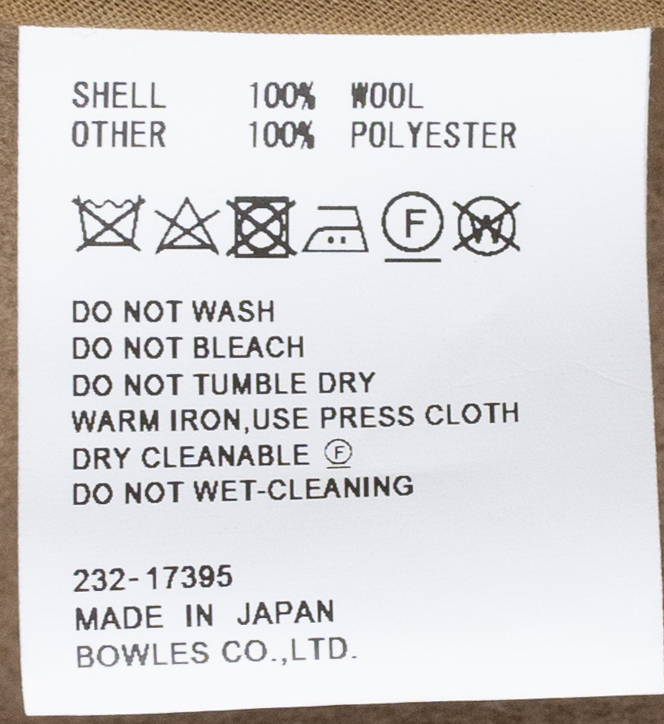 SHELL 100% WOOL
OTHER 100% POLYESTER
F W
DO NOT WASH
DO NOT BLEACH
DO NOT TUMBLE DRY
WARM IRON,USE PRESS CLOTH
DRY CLEANABLE Ⓕ
DO NOT WET-CLEANING
232-17395
MADE IN JAPAN
BOWLES CO.,LTD.